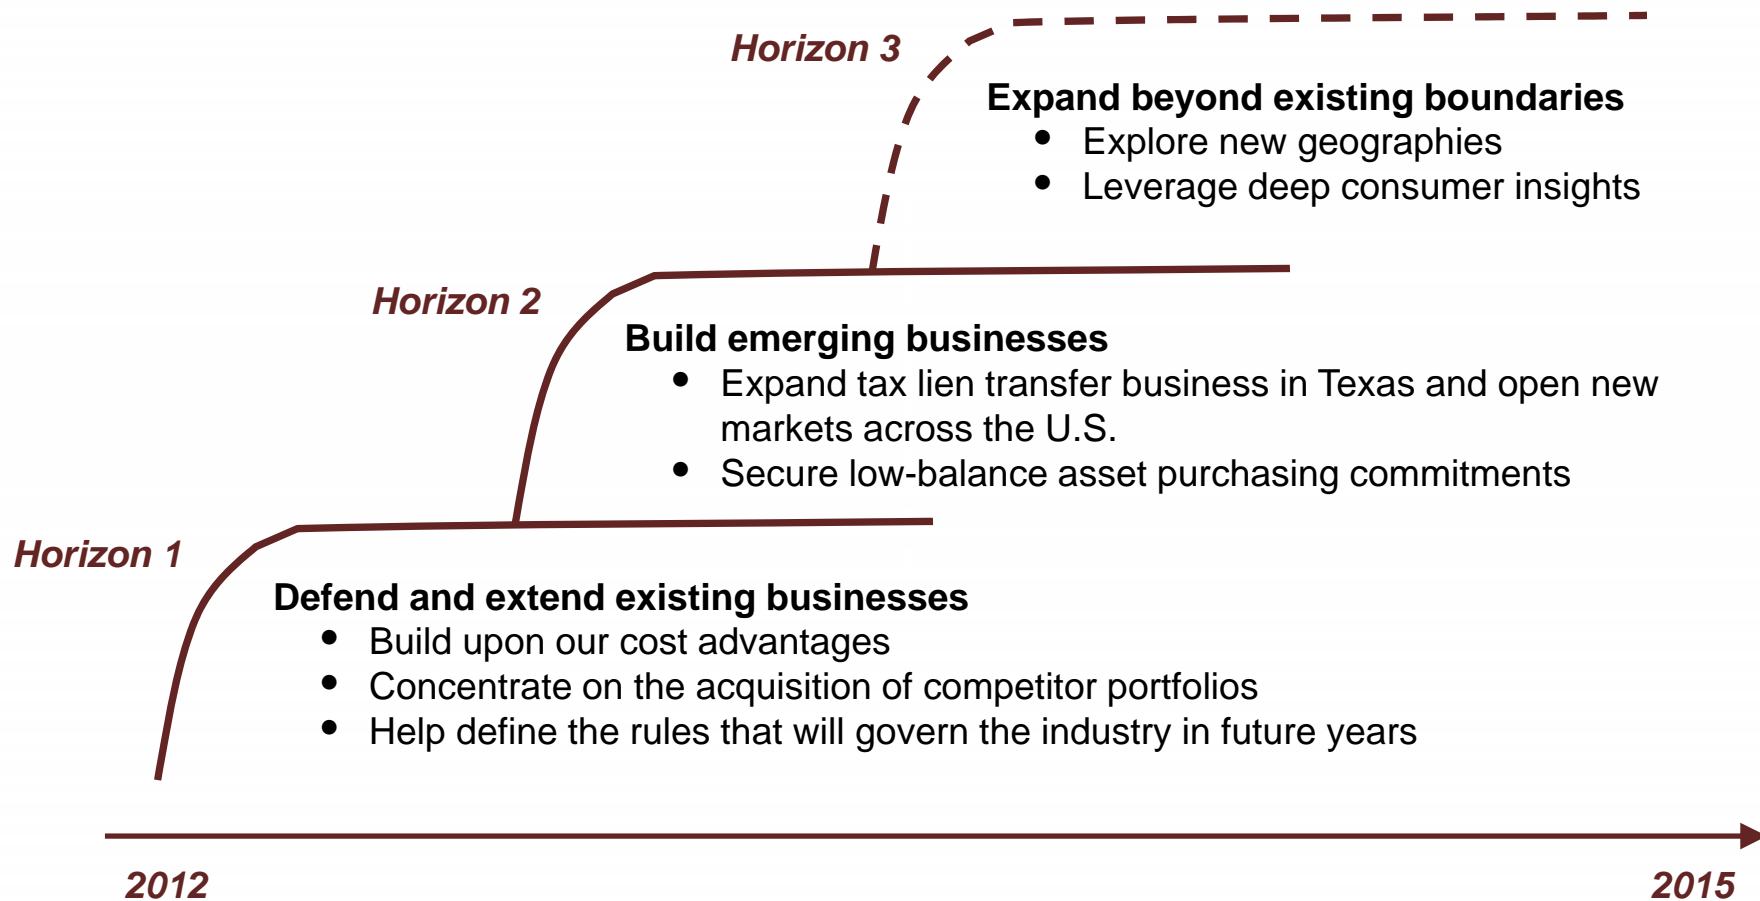 Horizon 3
Expand beyond existing boundaries
• Explore new geographies
• Leverage deep consumer insights
Horizon 2
Build emerging businesses
• Expand tax lien transfer business in Texas and open new
markets across the U.S.
• Secure low-balance asset purchasing commitments
Horizon 1
Defend and extend existing businesses
• Build upon our cost advantages
• Concentrate on the acquisition of competitor portfolios
• Help define the rules that will govern the industry in future years
2012
2015